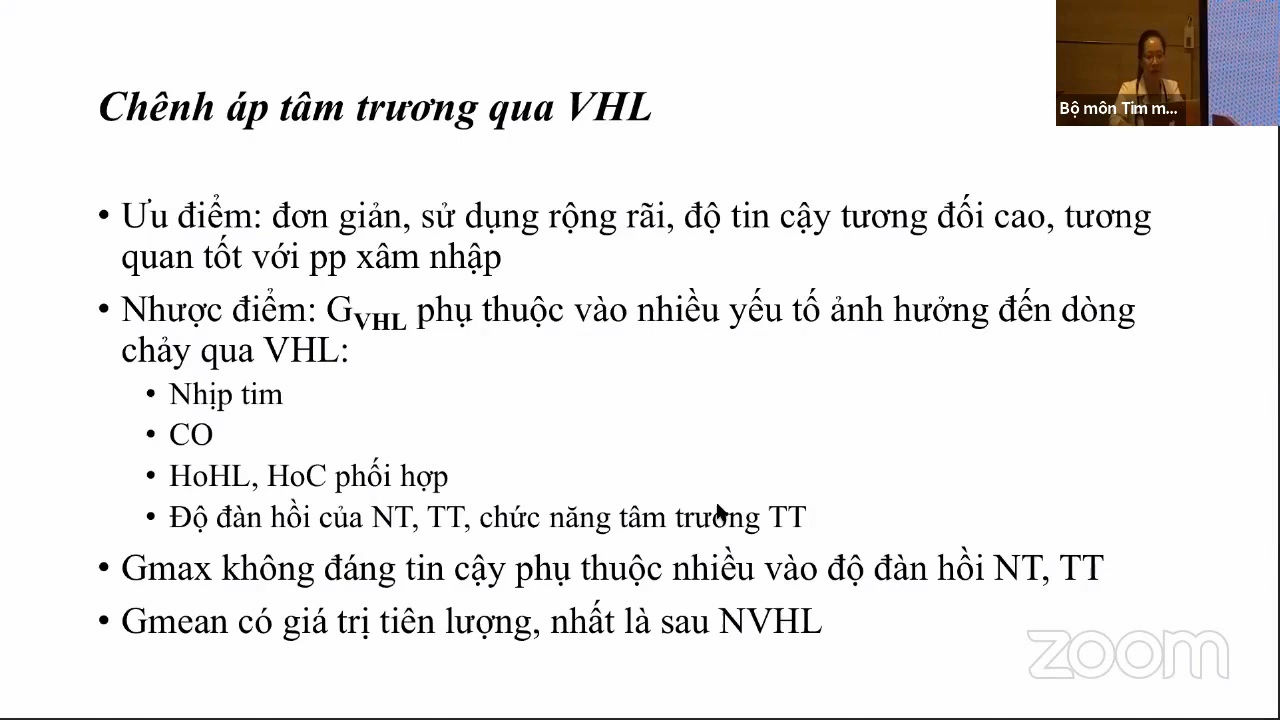 Bộ môn Tim m...
Chênh áp tâm trương qua VHL
• Ưu điểm: đơn giản, sử dụng rộng rãi, độ tin cậy tương đối cao, tương
quan tốt với pp xâm nhập
• Nhược điểm: GVHL phụ thuộc vào nhiều yếu tố ảnh hưởng đến dòng
chảy qua VHL:
• Nhịp tim
• CO
• HoHL, HoC phối hợp
• Độ đàn hồi của NT, TT, chức năng tâm trương TT
• Gmax không đáng tin cậy phụ thuộc nhiều vào độ đàn hồi NT, TT
• Gmean có giá trị tiên lượng, nhất là sau NVHL
zoom